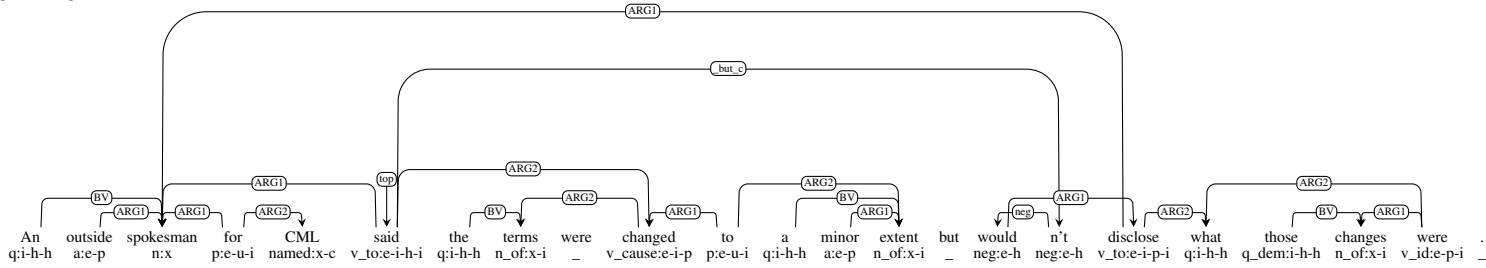 ARG1
_but_c
ARG2
top
ARG1 ARG2 BV ARG1 ARG1 ARG2
BV ARG1 ARG1 ARG2 BV ARG2 ARG1 ARG1 neg ARG2 BV ARG1
An outside spokesman for CML said the terms were changed to a minor extent but would n't disclose what those changes were .
q:i-h-h a:e-p n:x p:e-u-i named:x-c v_to:e-i-h-i q:i-h-h n_of:x-i _ v_cause:e-i-p p:e-u-i q:i-h-h a:e-p n_of:x-i _ neg:e-h neg:e-h v_to:e-i-p-i q:i-h-h q_dem:i-h-h n_of:x-i v_id:e-p-i _